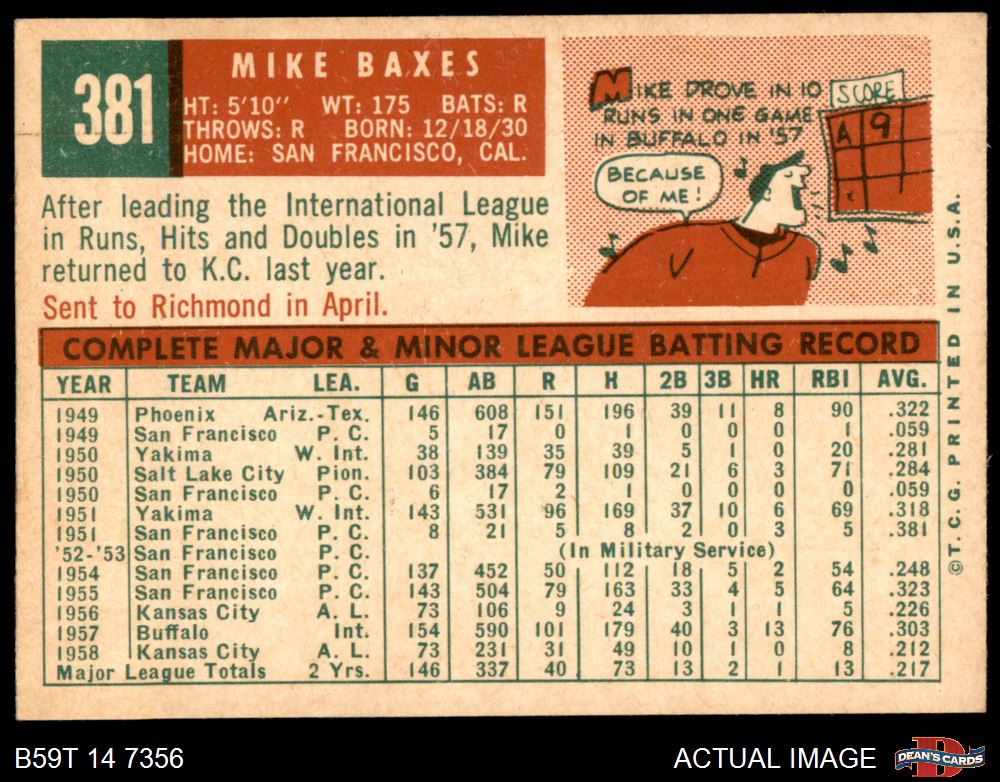 381
MIKE BAXES
HT: 5'10" WT: 175 BATS: R
THROWS: R BORN: 12/18/30
HOME: SAN FRANCISCO, CAL.
MIKE DROVE IN 10
RUNS IN ONE GAME
IN BUFFALO IN '57
SCORE
A 9
BECAUSE
OF ME!
After leading the International League
in Runs, Hits and Doubles in '57, Mike
returned to K.C. last year.
Sent to Richmond in April.
COMPLETE MAJOR & MINOR LEAGUE BATTING RECORD
YEAR TEAM LEA. G AB R H 2B 3B HR RBI AVG.
1949 Phoenix Ariz.-Tex. 146 608 151 196 39 11 8 90 .322
1949 San Francisco P. C. 5 17 0 1 0 0 0 1 .059
1950 Yakima W. Int. 38 139 35 39 5 1 0 20 .281
1950 Salt Lake City Pion. 103 384 79 109 21 6 3 71 .284
1950 San Francisco P. C. 6 17 2 1 0 0 0 0 .059
1951 Yakima W. Int. 143 531 96 169 37 10 6 69 .318
1951 San Francisco P. C. 8 21 5 8 2 0 3 5 .381
'52-'53 San Francisco P. C. (In Military Service)
1954 San Francisco P. C. 137 452 50 112 18 5 2 54 .248
1955 San Francisco P. C. 143 504 79 163 33 4 5 64 .323
1956 Kansas City A. L. 73 106 9 24 3 1 1 5 .226
1957 Buffalo Int. 154 590 101 179 40 3 13 76 .303
1958 Kansas City A. L. 73 231 31 49 10 1 0 8 .212
Major League Totals 2 Yrs. 146 337 40 73 13 2 1 13 .217
©T.C.G. PRINTED IN U.S.A.
B59T 14 7356
ACTUAL IMAGE
D
DEAN'S CARDS